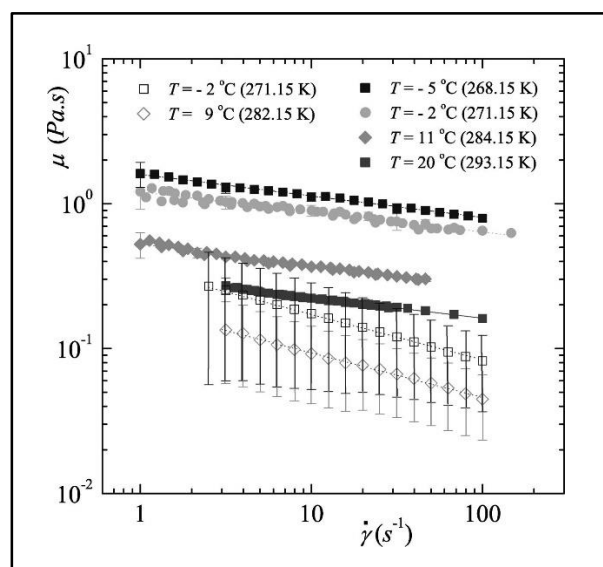 10¹
10⁰
10⁻¹
10⁻²
μ (Pa.s)
T = - 2 °C (271.15 K)
T = 9 °C (282.15 K)
T = - 5 °C (268.15 K)
T = -2 °C (271.15 K)
T = 11 °C (284.15 K)
T = 20 °C (293.15 K)
1
10
100
γ̇ (s⁻¹)